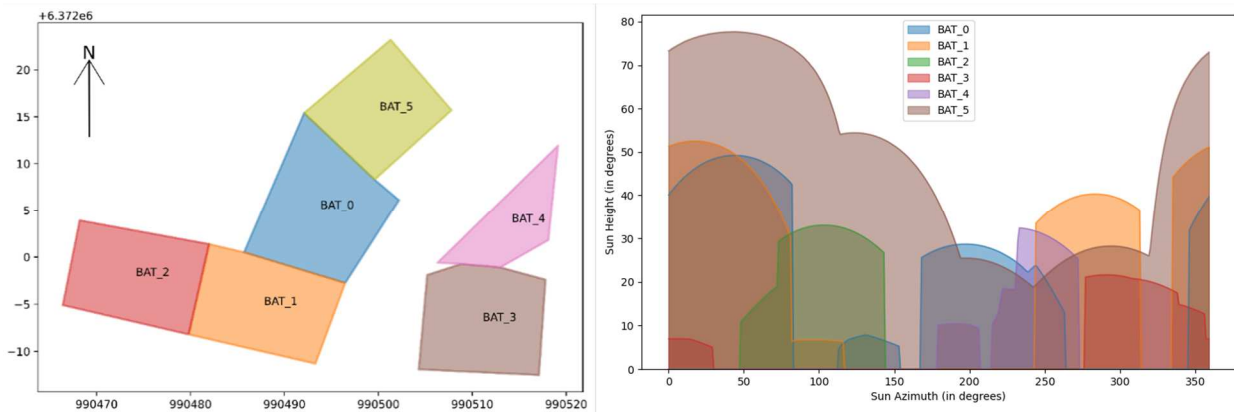 +6.372e6
N
20
15
10
5
0
−5
−10
BAT_5
BAT_0
BAT_4
BAT_2
BAT_1
BAT_3
990470 990480 990490 990500 990510 990520
80
70
60
50
40
30
20
10
0
Sun Height (in degrees)
BAT_0
BAT_1
BAT_2
BAT_3
BAT_4
BAT_5
0 50 100 150 200 250 300 350
Sun Azimuth (in degrees)